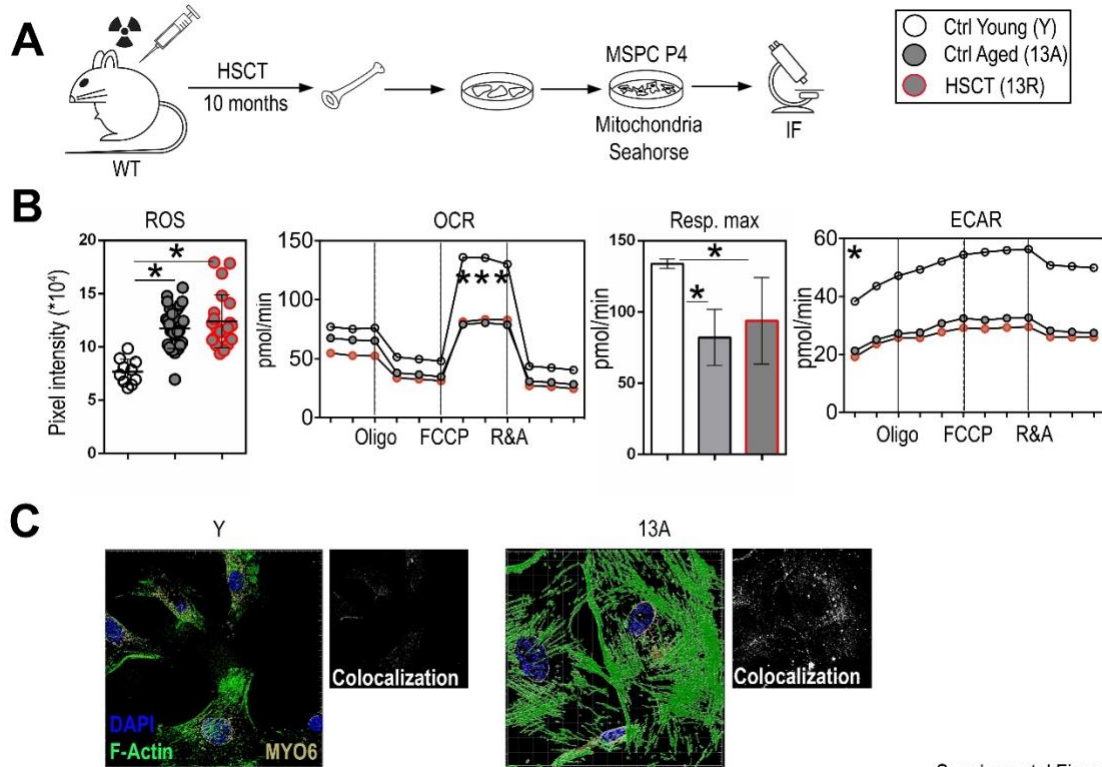 A
HSCT
10 months
WT
MSPC P4
Mitochondria
Seahorse
IF
Ctrl Young (Y)
Ctrl Aged (13A)
HSCT (13R)
B
ROS
Pixel intensity (*10⁴)
20
15
10
5
0
*
*
OCR
pmol/min
150
100
50
0
***
Oligo
FCCP
R&A
Resp. max
pmol/min
150
100
50
0
*
*
ECAR
pmol/min
60
40
20
0
*
Oligo
FCCP
R&A
C
Y
DAPI
F-Actin
MYO6
Colocalization
13A
Colocalization